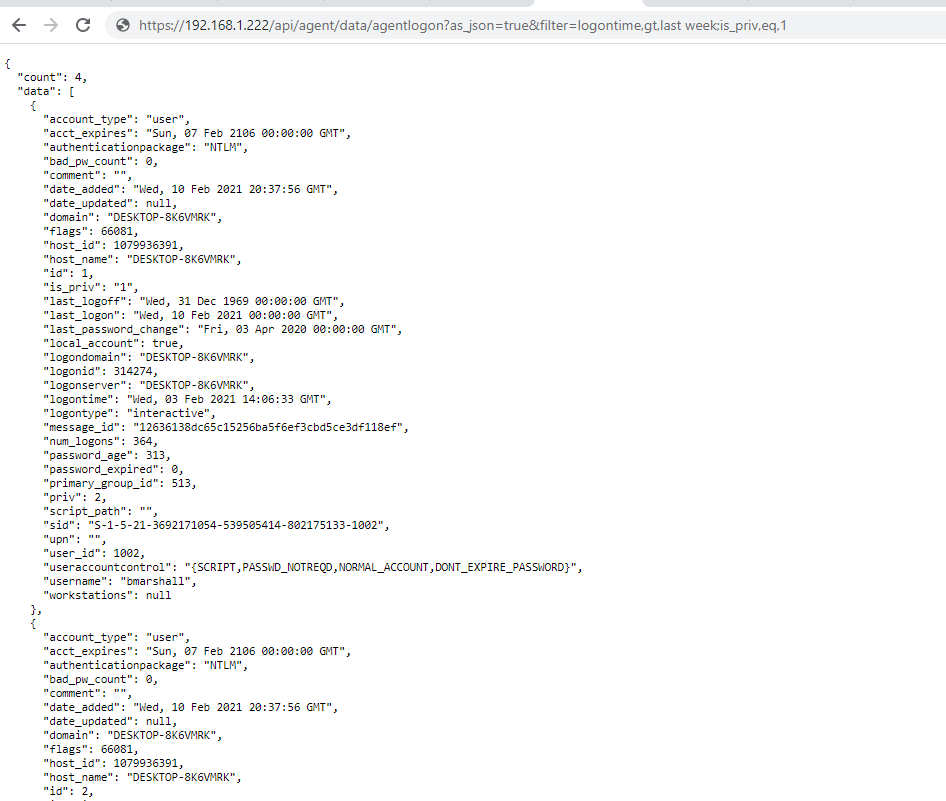 https://192.168.1.222/api/agent/data/agentlogon?as_json=true&filter=logontime,gt,last week;is_priv,eq,1
{
"count": 4,
"data": [
{
"account_type": "user",
"acct_expires": "Sun, 07 Feb 2106 00:00:00 GMT",
"authenticationpackage": "NTLM",
"bad_pw_count": 0,
"comment": "",
"date_added": "Wed, 10 Feb 2021 20:37:56 GMT",
"date_updated": null,
"domain": "DESKTOP-8K6VMRK",
"flags": 66081,
"host_id": 1079936391,
"host_name": "DESKTOP-8K6VMRK",
"id": 1,
"is_priv": "1",
"last_logoff": "Wed, 31 Dec 1969 00:00:00 GMT",
"last_logon": "Wed, 10 Feb 2021 00:00:00 GMT",
"last_password_change": "Fri, 03 Apr 2020 00:00:00 GMT",
"local_account": true,
"logondomain": "DESKTOP-8K6VMRK",
"logonid": 314274,
"logonserver": "DESKTOP-8K6VMRK",
"logontime": "Wed, 03 Feb 2021 14:06:33 GMT",
"logontype": "interactive",
"message_id": "12636138dc65c15256ba5f6ef3cbd5ce3df118ef",
"num_logons": 364,
"password_age": 313,
"password_expired": 0,
"primary_group_id": 513,
"priv": 2,
"script_path": "",
"sid": "S-1-5-21-3692171054-539505414-802175133-1002",
"upn": "",
"user_id": 1002,
"useraccountcontrol": "{SCRIPT,PASSWD_NOTREQD,NORMAL_ACCOUNT,DONT_EXPIRE_PASSWORD}",
"username": "bmarshall",
"workstations": null
},
{
"account_type": "user",
"acct_expires": "Sun, 07 Feb 2106 00:00:00 GMT",
"authenticationpackage": "NTLM",
"bad_pw_count": 0,
"comment": "",
"date_added": "Wed, 10 Feb 2021 20:37:56 GMT",
"date_updated": null,
"domain": "DESKTOP-8K6VMRK",
"flags": 66081,
"host_id": 1079936391,
"host_name": "DESKTOP-8K6VMRK",
"id": 2,